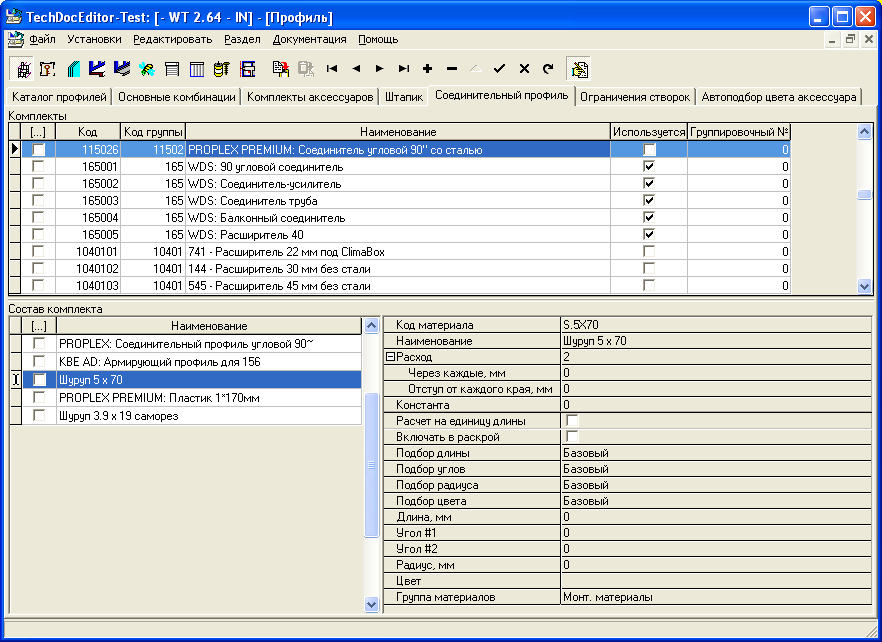 TechDocEditor-Test: [- WT 2.64 - IN] - [Профиль]
Файл Установки Редактировать Раздел Документация Помощь
Каталог профилей Основные комбинации Комплекты аксессуаров Штапик Соединительный профиль Ограничения створок Автоподбор цвета аксессуара
Комплекты
[...] Код Код группы Наименование Используется Группировочный №
115026 11502 PROPLEX PREMIUM: Соединитель угловой 90" со сталью 0
165001 165 WDS: 90 угловой соединитель 0
165002 165 WDS: Соединитель-усилитель 0
165003 165 WDS: Соединитель труба 0
165004 165 WDS: Балконный соединитель 0
165005 165 WDS: Расширитель 40 0
1040101 10401 741 - Расширитель 22 мм под ClimaBox 0
1040102 10401 144 - Расширитель 30 мм без стали 0
1040103 10401 545 - Расширитель 45 мм без стали 0
Состав комплекта
[...] Наименование
PROPLEX: Соединительный профиль угловой 90~
KBE AD: Армирующий профиль для 156
Шуруп 5 x 70
PROPLEX PREMIUM: Пластик 1*170мм
Шуруп 3.9 x 19 саморез
Код материала S.5X70
Наименование Шуруп 5 x 70
Расход 2
Через каждые, мм 0
Отступ от каждого края, мм 0
Константа 0
Расчет на единицу длины
Включать в раскрой
Подбор длины Базовый
Подбор углов Базовый
Подбор радиуса Базовый
Подбор цвета Базовый
Длина, мм 0
Угол #1 0
Угол #2 0
Радиус, мм 0
Цвет
Группа материалов Монт. материалы